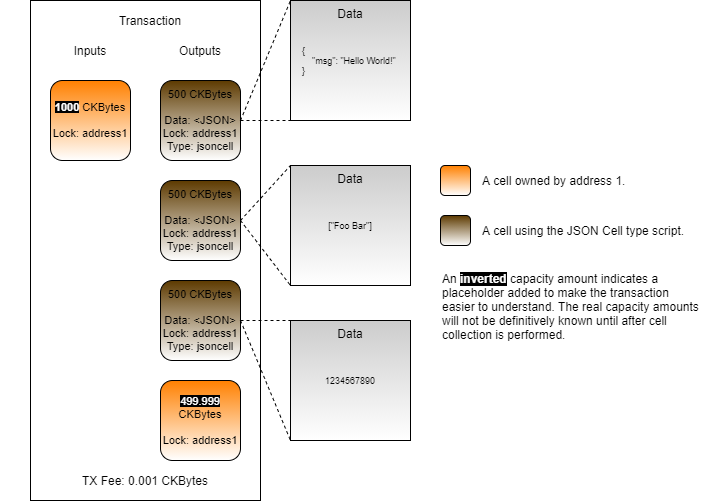 Transaction
Inputs
Outputs
1000 CKBytes
Lock: address1
500 CKBytes
Data: <JSON>
Lock: address1
Type: jsoncell
500 CKBytes
Data: <JSON>
Lock: address1
Type: jsoncell
500 CKBytes
Data: <JSON>
Lock: address1
Type: jsoncell
499.999
CKBytes
Lock: address1
TX Fee: 0.001 CKBytes
Data
{
"msg": "Hello World!"
}
Data
["Foo Bar"]
Data
1234567890
A cell owned by address 1.
A cell using the JSON Cell type script.
An inverted capacity amount indicates a
placeholder added to make the transaction
easier to understand. The real capacity amounts
will not be definitively known until after cell
collection is performed.